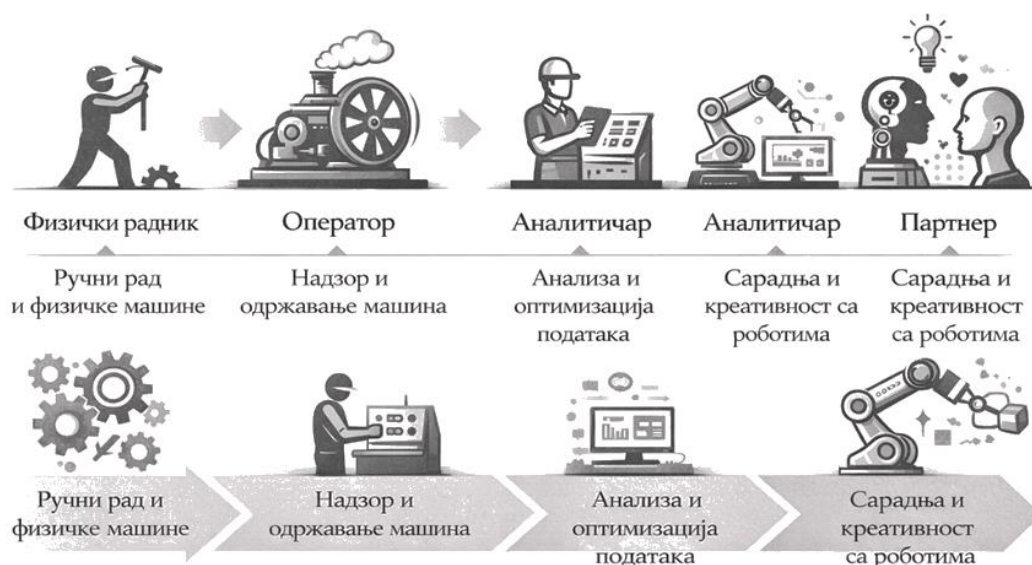 Физички радник
Оператор
Аналитичар
Аналитичар
Партнер
Ручни рад
и физичке машине
Надзор и
одржавање машина
Анализа и
оптимизација
података
Сарадња и
креативност са
роботима
Сарадња и
креативност
са роботима
Ручни рад и
физичке машине
Надзор и
одржавање машина
Анализа и
оптимизација
података
Сарадња и
креативност
са роботима